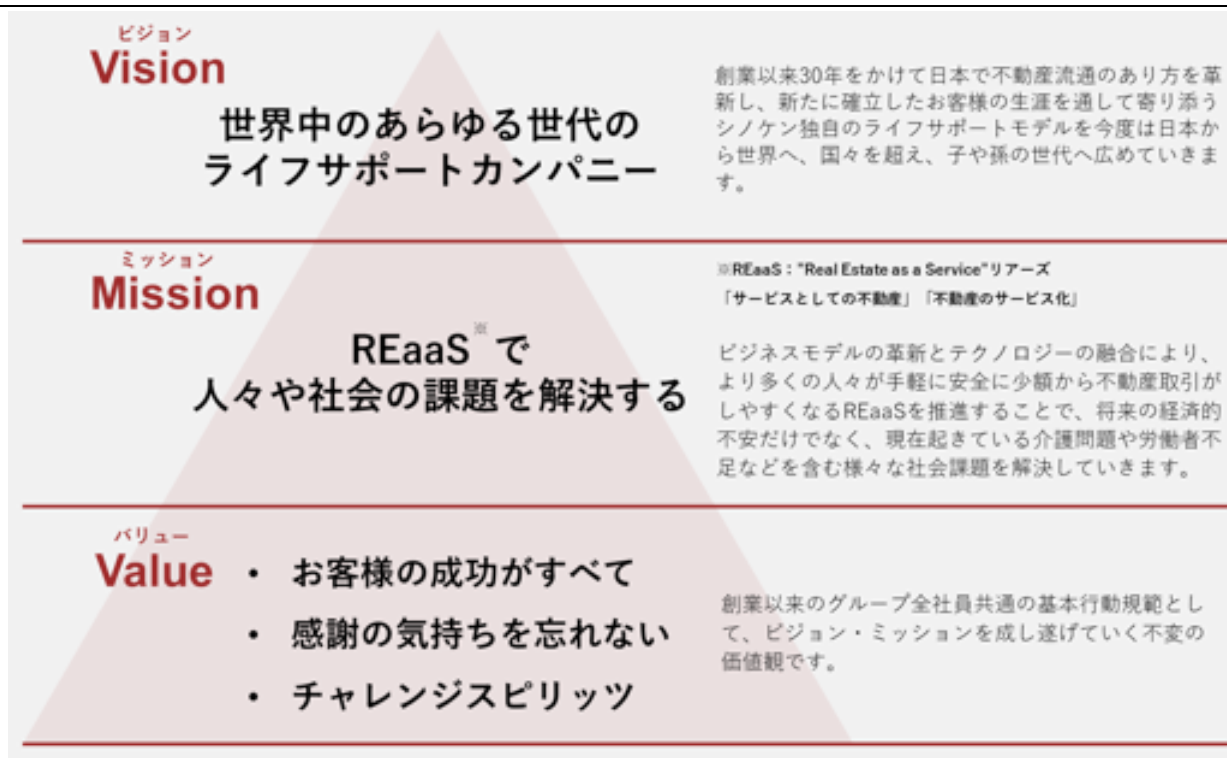 ビジョン
Vision
世界中のあらゆる世代の
ライフサポートカンパニー
創業以来30年をかけて日本で不動産流通のあり方を革
新し、新たに確立したお客様の生涯を通して寄り添う
シノケン独自のライフサポートモデルを今度は日本か
ら世界へ、国々を超え、子や孫の世代へ広めていきま
す。
ミッション
Mission
REaaS※で
人々や社会の課題を解決する
※REaaS："Real Estate as a Service"リアーズ
「サービスとしての不動産」「不動産のサービス化」
ビジネスモデルの革新とテクノロジーの融合により、
より多くの人々が手軽に安全に少額から不動産取引が
しやすくなるREaaSを推進することで、将来の経済的
不安だけでなく、現在起きている介護問題や労働者不
足などを含む様々な社会課題を解決していきます。
バリュー
Value
• お客様の成功がすべて
• 感謝の気持ちを忘れない
• チャレンジスピリッツ
創業以来のグループ全社員共通の基本行動規範とし
て、ビジョン・ミッションを成し遂げていく不変の
価値観です。